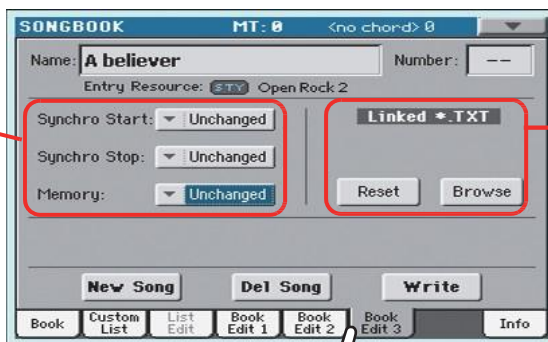 SONGBOOK MT: 0 <no chord> 0
Name: A believer Number: --
Entry Resource: STY Open Rock 2
Synchro Start: Unchanged Linked *.TXT
Synchro Stop: Unchanged
Memory: Unchanged Reset Browse
New Song Del Song Write
Book Custom List List Edit Book Edit 1 Book Edit 2 Book Edit 3 Info